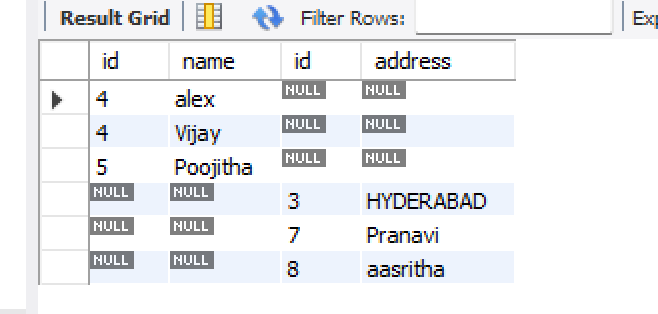 Result Grid Filter Rows: Exp
id name id address
4 alex NULL NULL
4 Vijay NULL NULL
5 Poojitha NULL NULL
NULL NULL 3 HYDERABAD
NULL NULL 7 Pranavi
NULL NULL 8 aasritha